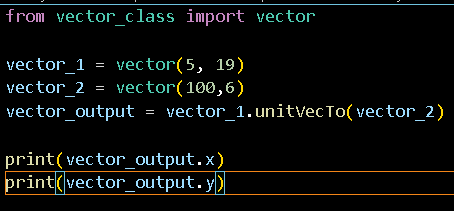 from vector_class import vector
vector_1 = vector(5, 19)
vector_2 = vector(100,6)
vector_output = vector_1.unitVecTo(vector_2)
print(vector_output.x)
print(vector_output.y)